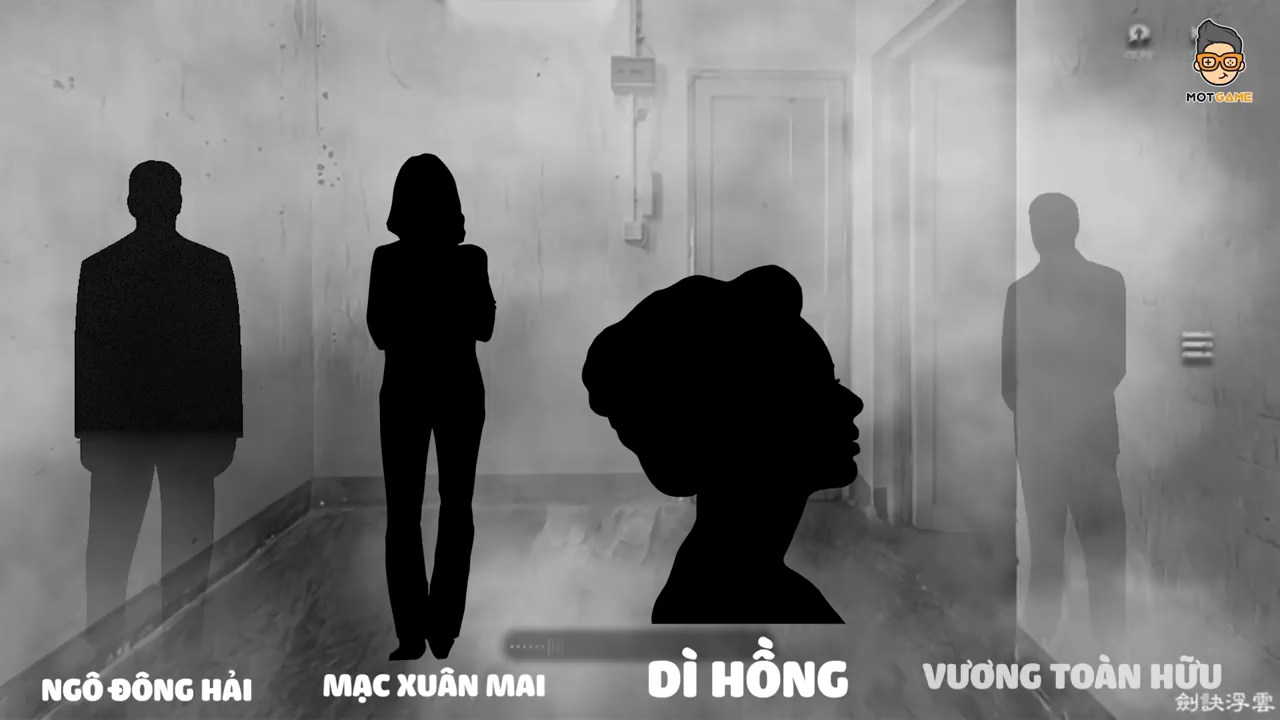 MOTGAME
NGÔ ĐÔNG HẢI
MẠC XUÂN MAI
DÌ HỒNG
VƯƠNG TOÀN HỮU
劍訣浮雲